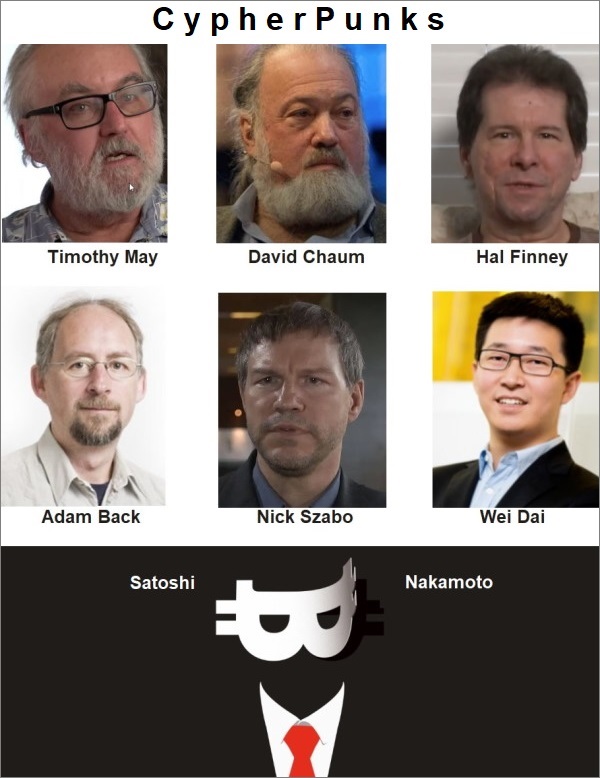 CypherPunks
Timothy May
David Chaum
Hal Finney
Adam Back
Nick Szabo
Wei Dai
Satoshi
Nakamoto